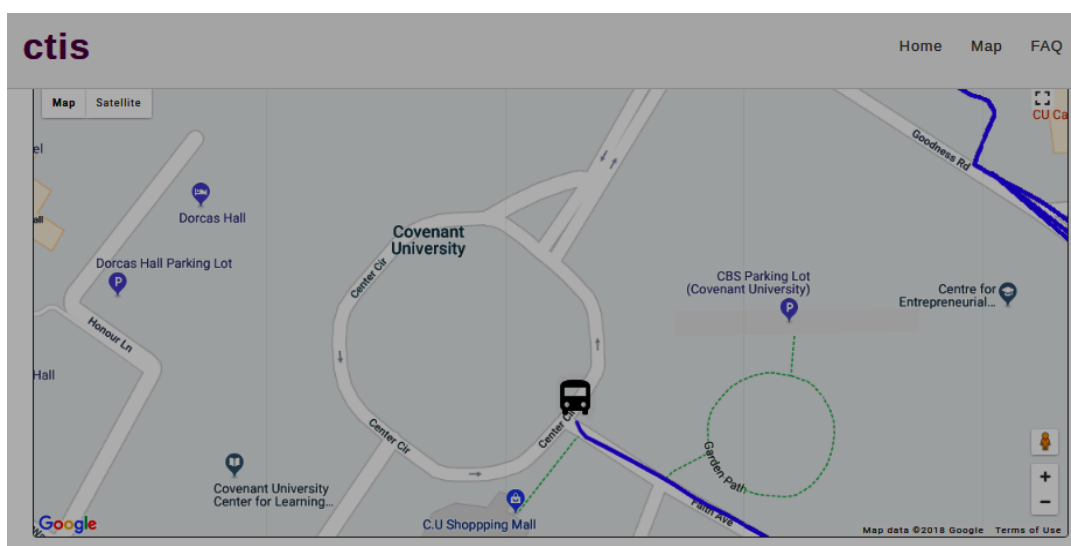 ctis
Home Map FAQ
Map Satellite
CU Ca
Goodness Rd
el
Dorcas Hall
all
Covenant
University
Dorcas Hall Parking Lot
Center Cir
CBS Parking Lot
(Covenant University)
P
P
Centre for
Entrepreneurial...
Honour Ln
Hall
Center Cir
Center Cir
Garden Path
Covenant University
Center for Learning...
Faith Ave
C.U Shoppping Mall
Google
+
−
Map data ©2018 Google Terms of Use